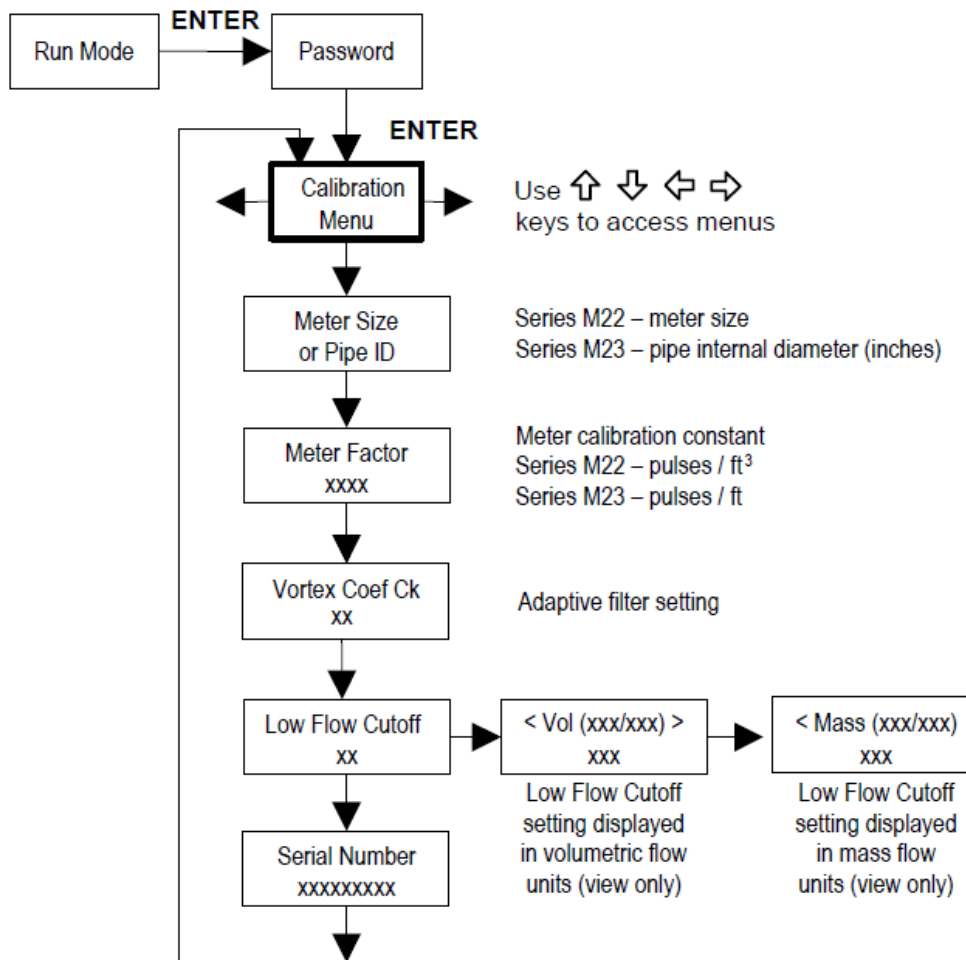 ENTER
Run Mode
Password
ENTER
Calibration
Menu
Use ⇧ ⇩ ⇦ ⇨
keys to access menus
Meter Size
or Pipe ID
Series M22 – meter size
Series M23 – pipe internal diameter (inches)
Meter Factor
xxxx
Meter calibration constant
Series M22 – pulses / ft³
Series M23 – pulses / ft
Vortex Coef Ck
xx
Adaptive filter setting
Low Flow Cutoff
xx
< Vol (xxx/xxx) >
xxx
< Mass (xxx/xxx)
xxx
Low Flow Cutoff
setting displayed
in volumetric flow
units (view only)
Low Flow Cutoff
setting displayed
in mass flow
units (view only)
Serial Number
xxxxxxxxx